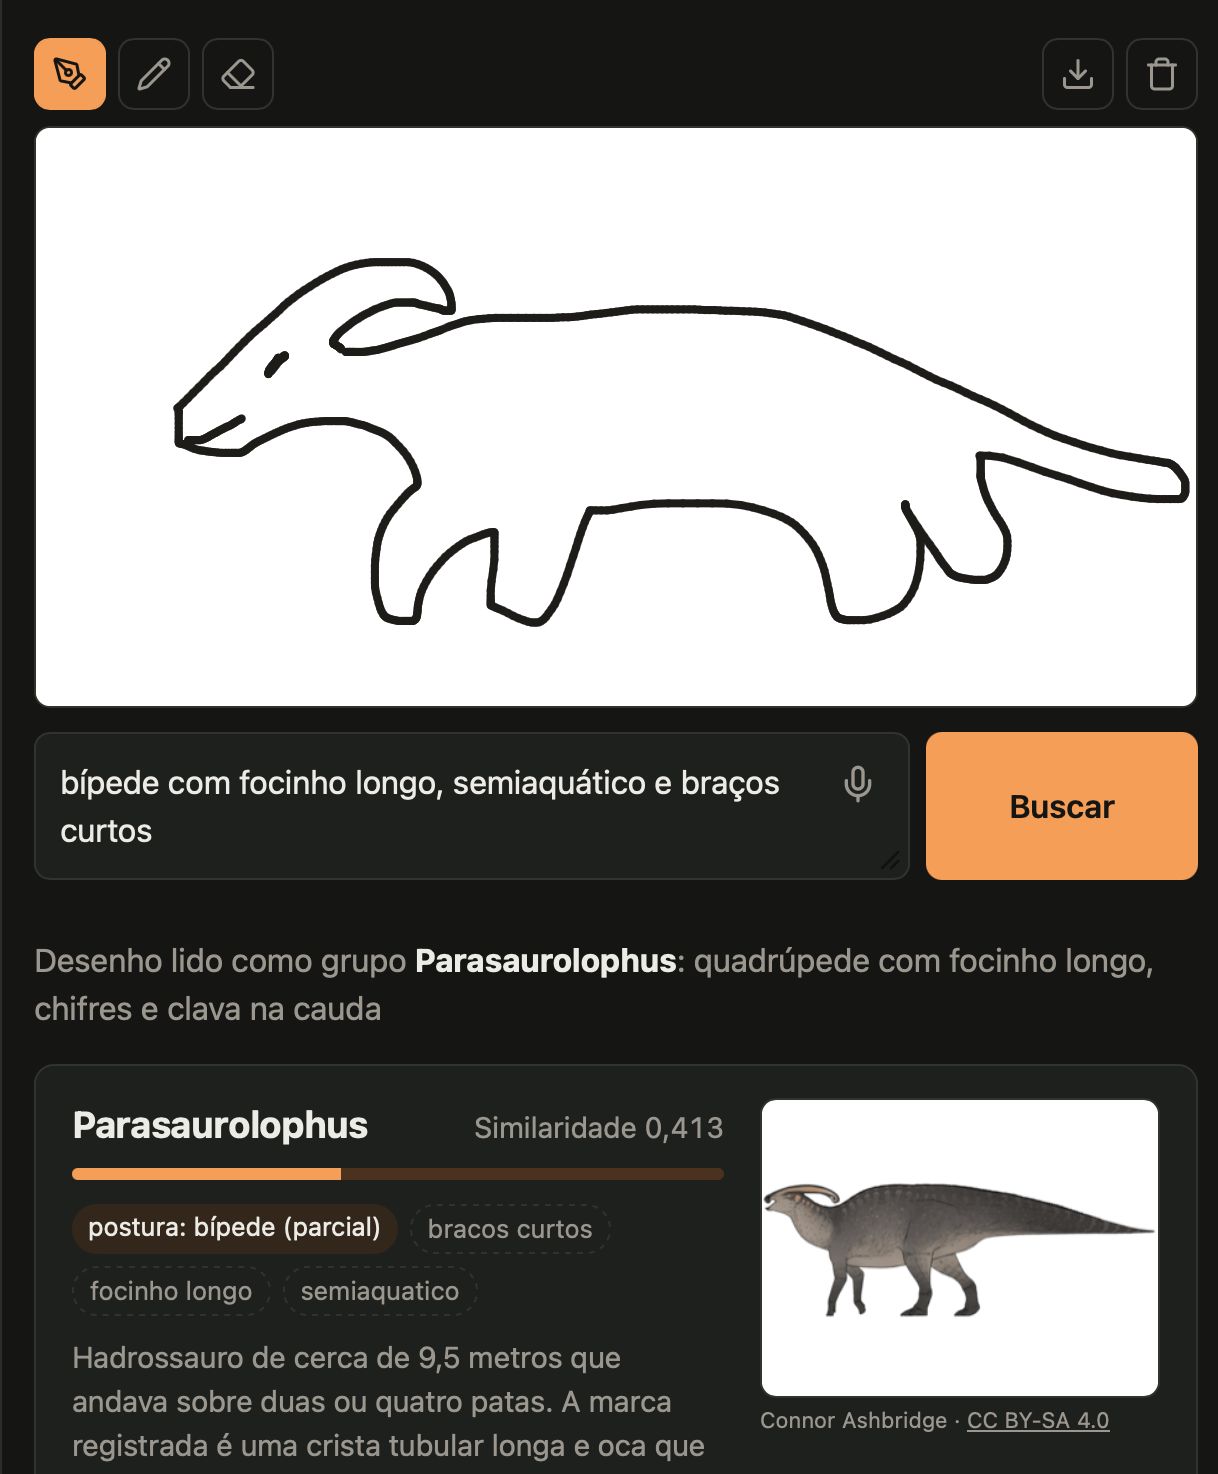 bípede com focinho longo, semiaquático e braços
curtos
Buscar
Desenho lido como grupo Parasaurolophus: quadrúpede com focinho longo,
chifres e clava na cauda
Parasaurolophus
Similaridade 0,413
postura: bípede (parcial)
bracos curtos
focinho longo
semiaquatico
Hadrossauro de cerca de 9,5 metros que
andava sobre duas ou quatro patas. A marca
registrada é uma crista tubular longa e oca que
Connor Ashbridge · CC BY-SA 4.0